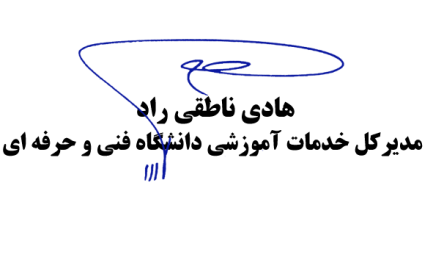 هادی ناطقی راد
مدیرکل خدمات آموزشی دانشگاه فنی و حرفه ای